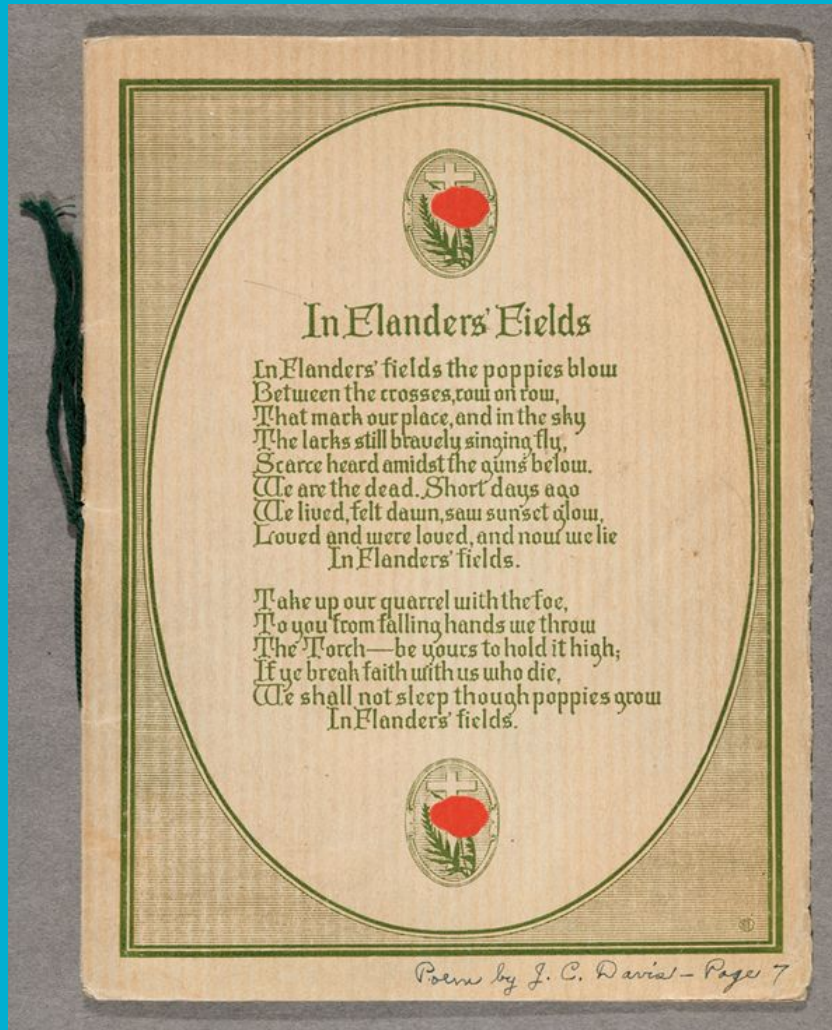 In Flanders' Fields
In Flanders' fields the poppies blow
Between the crosses, row on row,
That mark our place, and in the sky
The larks still bravely singing fly,
Scarce heard amidst the guns below.
We are the dead. Short days ago
We lived, felt dawn, saw sunset glow,
Loved and were loved, and now we lie
In Flanders' fields.
Take up our quarrel with the foe,
To you from falling hands we throw
The Torch—be yours to hold it high;
If ye break faith with us who die,
We shall not sleep though poppies grow
In Flanders' fields.
Poem by J. C. Davis – Page 7